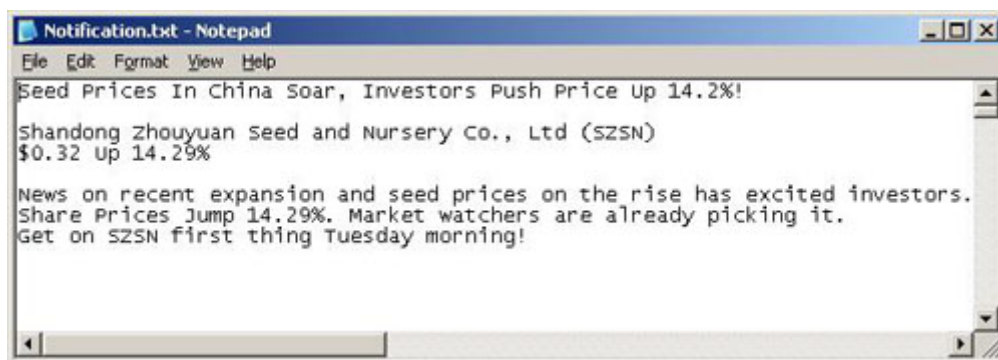 Notification.txt - Notepad
File Edit Format View Help
Seed Prices In China Soar, Investors Push Price Up 14.2%!
Shandong Zhouyuan Seed and Nursery Co., Ltd (SZSN)
$0.32 Up 14.29%
News on recent expansion and seed prices on the rise has excited investors.
Share Prices Jump 14.29%. Market watchers are already picking it.
Get on SZSN first thing Tuesday morning!